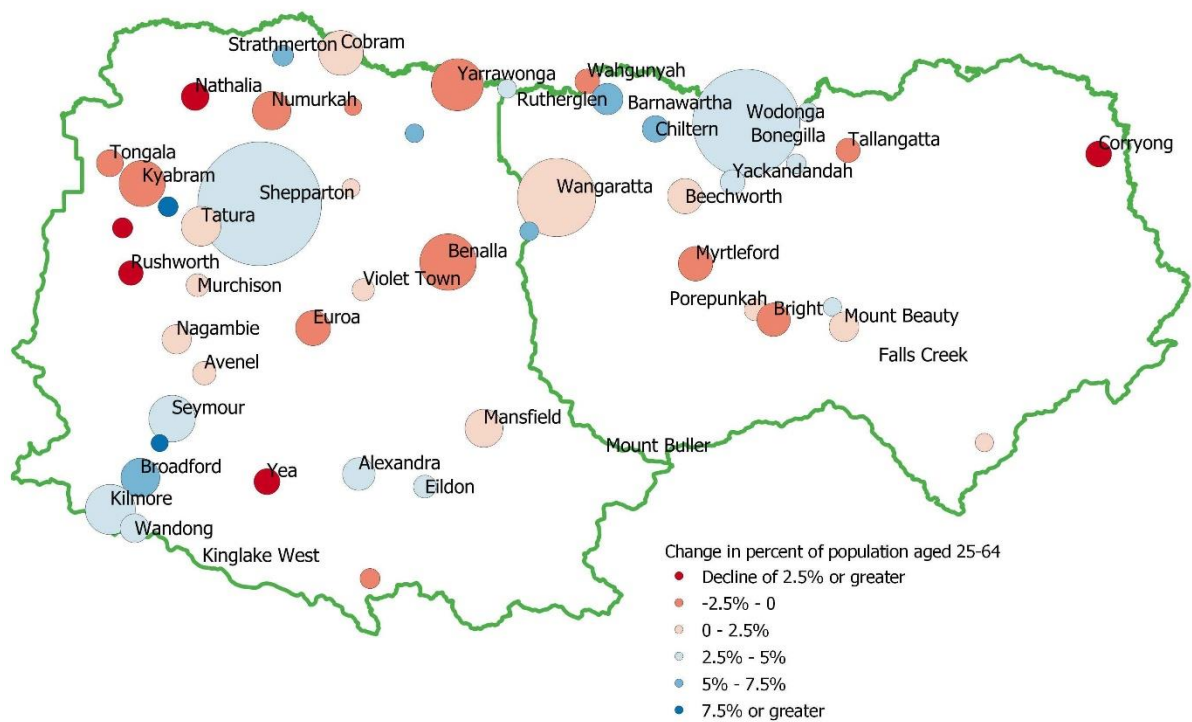 Strathmerton
Cobram
Nathalia
Numurkah
Yarrawonga
Wahgunyah
Rutherglen
Barnawartha
Chiltern
Wodonga
Bonegilla
Tallangatta
Corryong
Tongala
Kyabram
Shepparton
Tatura
Wangaratta
Yackandandah
Beechworth
Rushworth
Murchison
Benalla
Violet Town
Myrtleford
Nagambie
Euroa
Porepunkah
Bright
Mount Beauty
Avenel
Falls Creek
Seymour
Mansfield
Mount Buller
Broadford
Yea
Alexandra
Eildon
Kilmore
Wandong
Kinglake West
Change in percent of population aged 25-64
Decline of 2.5% or greater
-2.5% - 0
0 - 2.5%
2.5% - 5%
5% - 7.5%
7.5% or greater